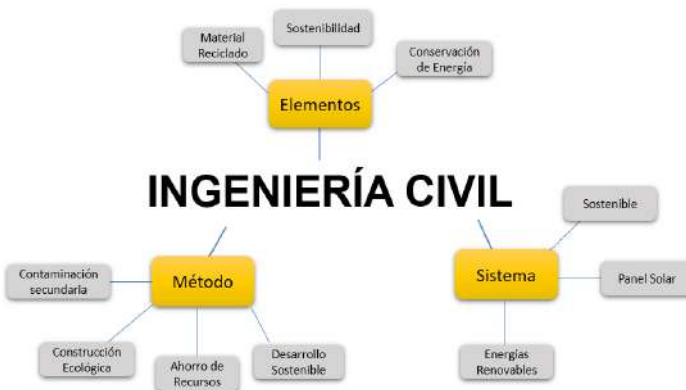 Sostenibilidad
Material
Reciclado
Conservación
de Energía
Elementos
INGENIERÍA CIVIL
Sostenible
Contaminación
secundaria
Método
Sistema
Panel Solar
Construcción
Ecológica
Ahorro de
Recursos
Desarrollo
Sostenible
Energías
Renovables